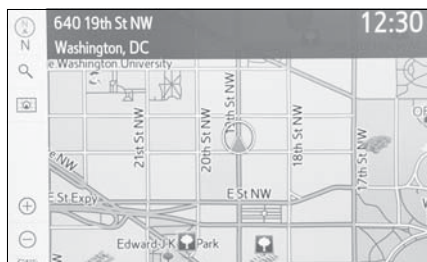 640 19th St NW
12:30
Washington, DC
N
e Washington University
21st St NW
20th St NW
19th St NW
18th St NW
17th St NW
e NW
E St Expy
E St NW
Edward J K Park